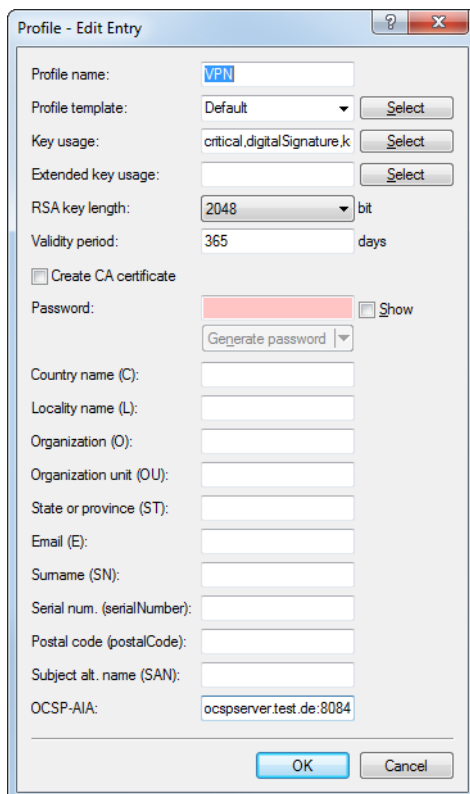 Profile - Edit Entry
Profile name: VPN
Profile template: Default Select
Key usage: critical,digitalSignature,k Select
Extended key usage: Select
RSA key length: 2048 bit
Validity period: 365 days
Create CA certificate
Password: Show
Generate password
Country name (C):
Locality name (L):
Organization (O):
Organization unit (OU):
State or province (ST):
Email (E):
Surname (SN):
Serial num. (serialNumber):
Postal code (postalCode):
Subject alt. name (SAN):
OCSP-AIA: ocspserver.test.de:8084
OK Cancel